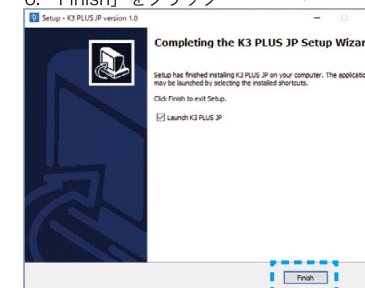 6. 「Finish」をクリック
Setup - K3 PLUS JP version 1.0
Completing the K3 PLUS JP Setup Wizar
Setup has finished installing K3 PLUS JP on your computer. The applicatio
may be launched by selecting the installed shortcuts.
Click Finish to exit Setup.
Launch K3 PLUS JP
Finish